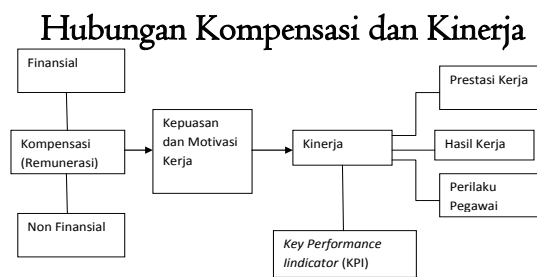 Hubungan Kompensasi dan Kinerja
Finansial
Kompensasi
(Remunerasi)
Non Finansial
Kepuasan
dan Motivasi
Kerja
Kinerja
Key Performance
Iindicator (KPI)
Prestasi Kerja
Hasil Kerja
Perilaku
Pegawai